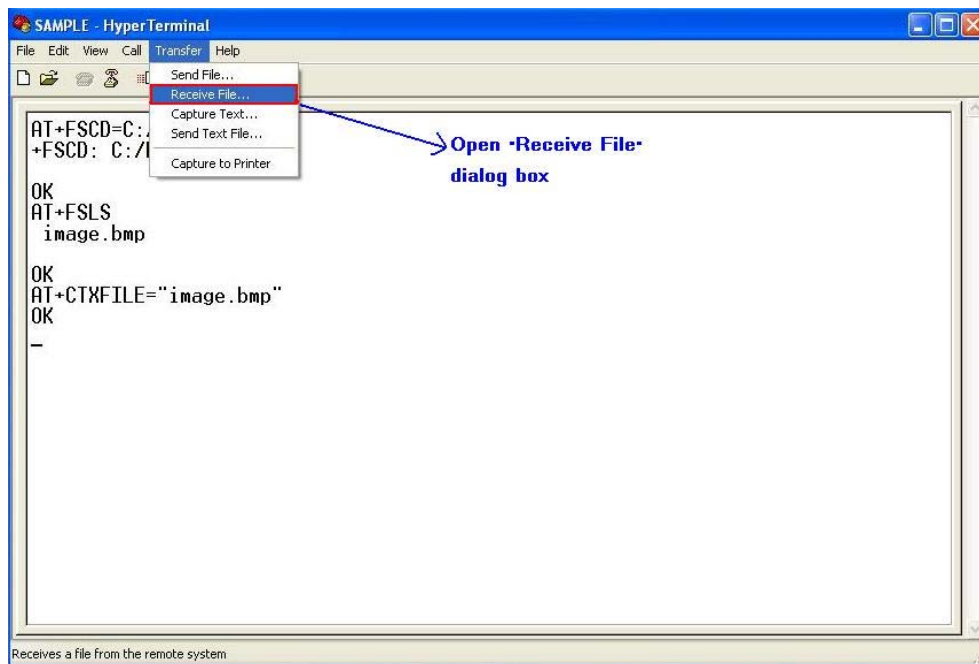 SAMPLE - HyperTerminal
File Edit View Call Transfer Help
Send File...
Receive File...
Capture Text...
Send Text File...
Capture to Printer
AT+FSCD=C:/
+FSCD: C:/
OK
AT+FSLS
image.bmp
OK
AT+CTXFILE="image.bmp"
OK
Open -Receive File-
dialog box
Receives a file from the remote system